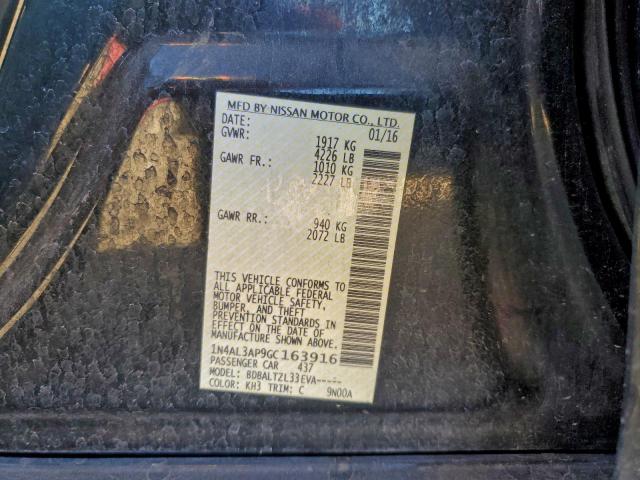 MFD BY NISSAN MOTOR CO., LTD.
DATE: 01/16
GVWR: 1917 KG
4226 LB
GAWR FR.: 1010 KG
2227 LB
GAWR RR.: 940 KG
2072 LB
THIS VEHICLE CONFORMS TO
ALL APPLICABLE FEDERAL
MOTOR VEHICLE SAFETY,
BUMPER, AND THEFT
PREVENTION STANDARDS IN
EFFECT ON THE DATE OF
MANUFACTURE SHOWN ABOVE.
1N4AL3AP9GC163916
PASSENGER CAR 437
MODEL: BDBALTZL33EVA-----
COLOR: KH3 TRIM: C 9N00A